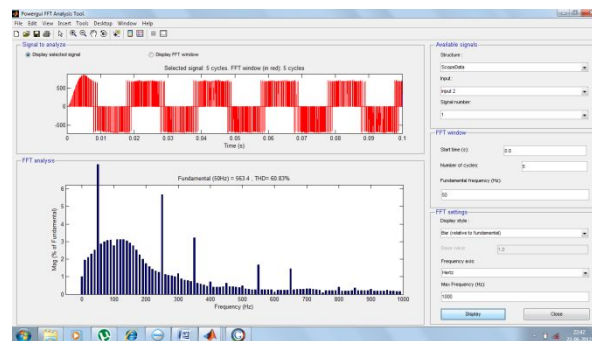 Powergui FFT Analysis Tool
File Edit View Insert Tools Desktop Window Help
Signal to analyze
Display selected signal
Display FFT window
Selected signal: 5 cycles. FFT window (in red): 5 cycles
500
0
-500
0 0.01 0.02 0.03 0.04 0.05 0.06 0.07 0.08 0.09 0.1
Time (s)
FFT analysis
Fundamental (50Hz) = 553.4 , THD= 60.83%
6
5
4
3
2
1
0
Mag (% of Fundamental)
0 100 200 300 400 500 600 700 800 900 1000
Frequency (Hz)
Available signals
Structure :
ScopeData
Input :
input 2
Signal number:
1
FFT window
Start time (s):
0.0
Number of cycles:
5
Fundamental frequency (Hz):
50
FFT settings
Display style :
Bar (relative to fundamental)
Base value:
1.0
Frequency axis:
Hertz
Max Frequency (Hz):
1000
Display
Close